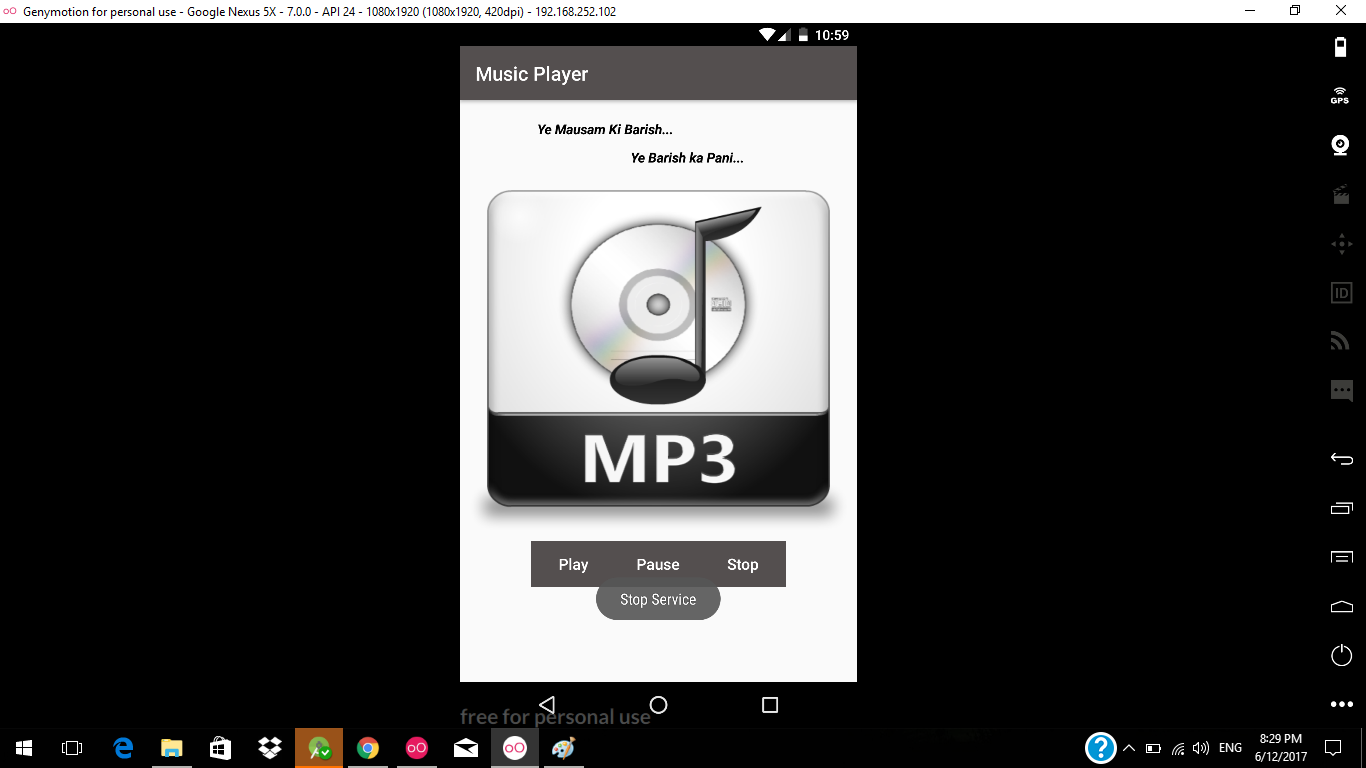 Genymotion for personal use - Google Nexus 5X - 7.0.0 - API 24 - 1080x1920 (1080x1920, 420dpi) - 192.168.252.102
10:59
Music Player
GPS
Ye Mausam Ki Barish...
Ye Barish ka Pani...
ID
MP3
Play Pause Stop
Stop Service
free for personal use
ENG
8:29 PM
6/12/2017